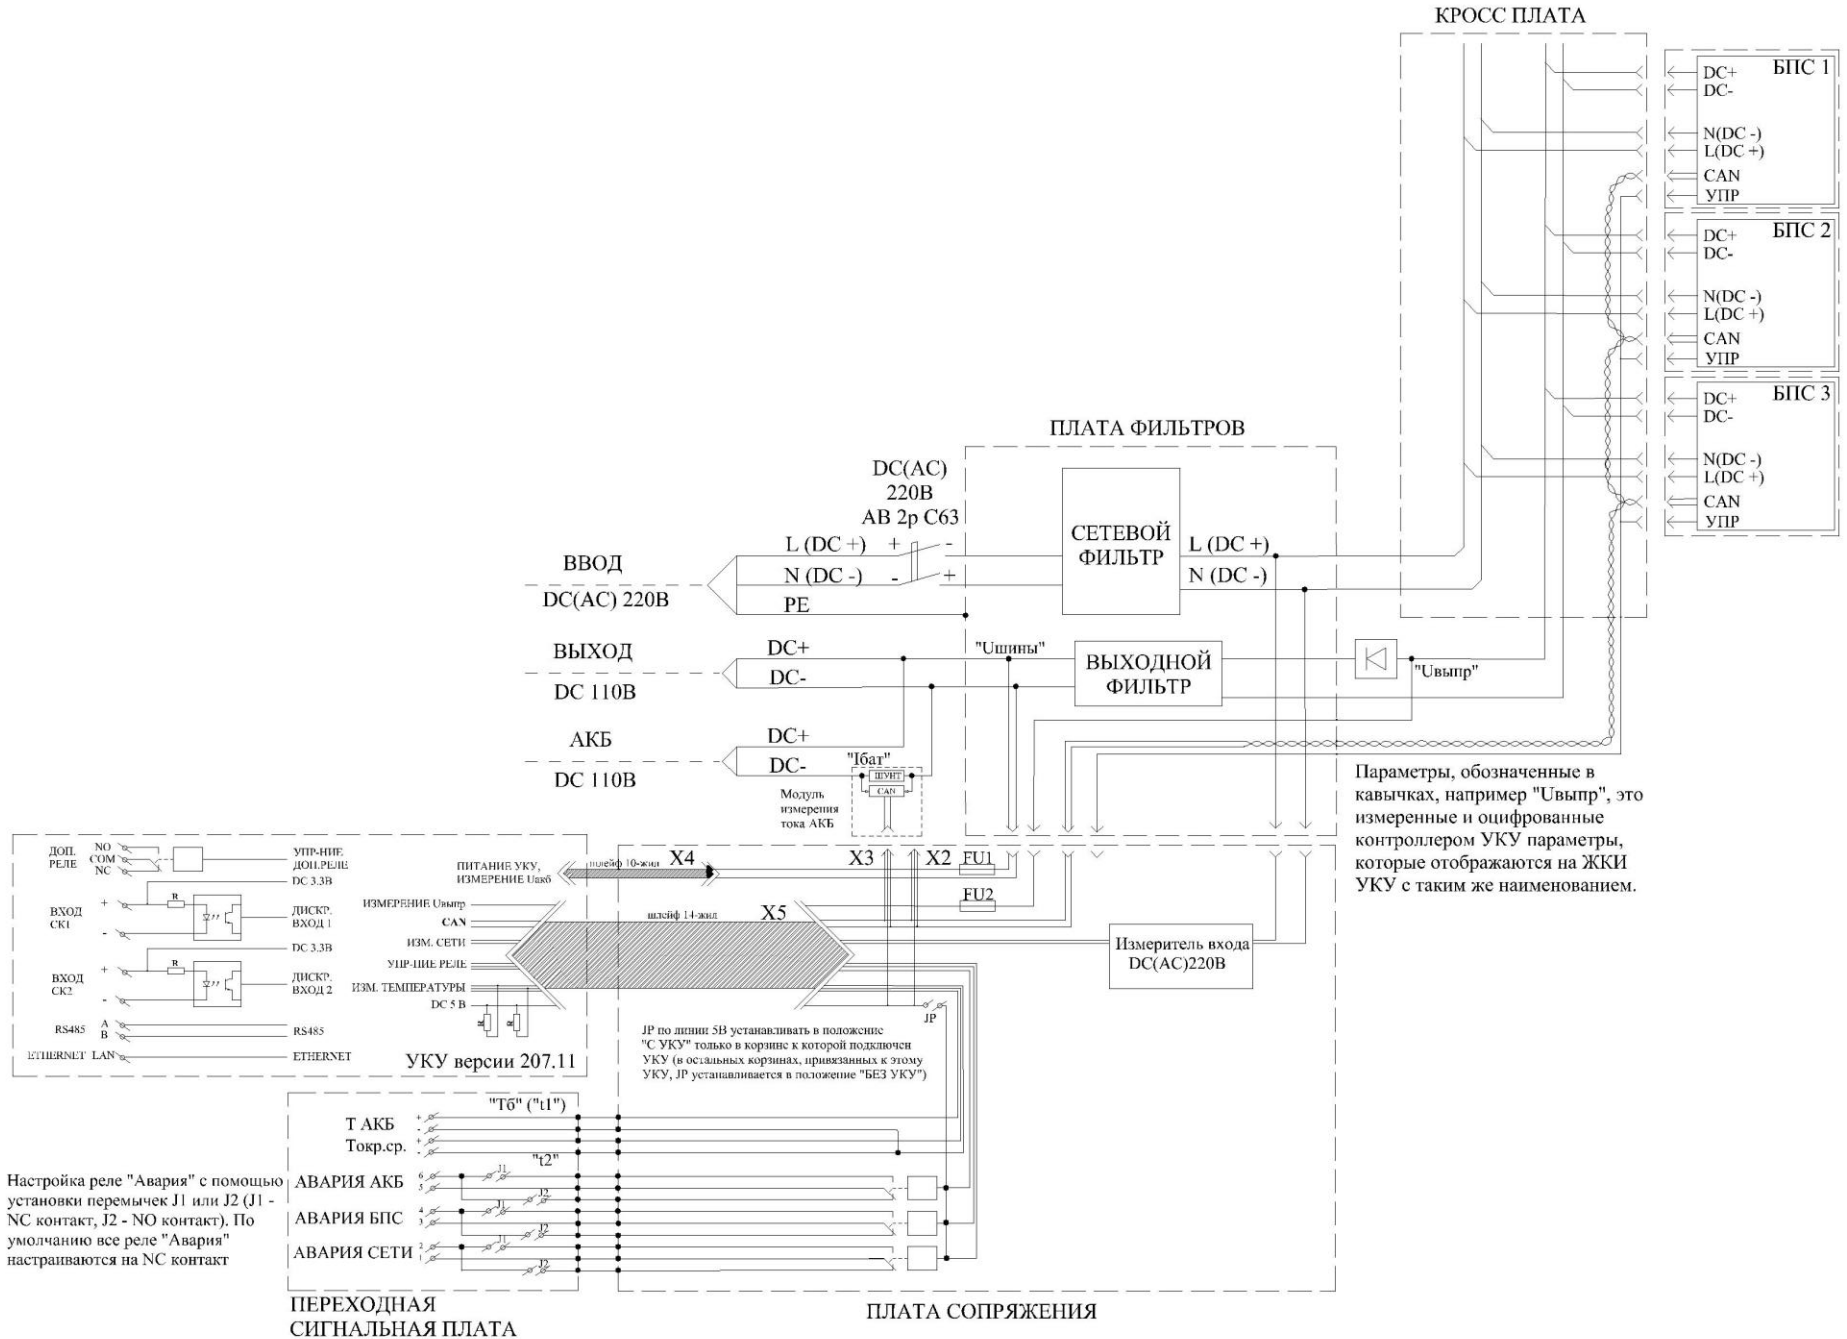 КРОСС ПЛАТА
БПС 1
DC+
DC-
N(DC -)
L(DC +)
CAN
УПР
БПС 2
DC+
DC-
N(DC -)
L(DC +)
CAN
УПР
БПС 3
DC+
DC-
N(DC -)
L(DC +)
CAN
УПР
ПЛАТА ФИЛЬТРОВ
DC(AC)
220В
АВ 2р С63
СЕТЕВОЙ
ФИЛЬТР
L (DC +)
N (DC -)
ВВОД
DC(AC) 220В
L (DC +) + -
N (DC -) - +
PE
ВЫХОД
DC 110В
DC+
DC-
"Uшины"
ВЫХОДНОЙ
ФИЛЬТР
"Uвыпр"
АКБ
DC 110В
DC+
DC-
"Iбат"
ШУНТ
CAN
Модуль
измерения
тока АКБ
Параметры, обозначенные в
кавычках, например "Uвыпр", это
измеренные и оцифрованные
контроллером УКУ параметры,
которые отображаются на ЖКИ
УКУ с таким же наименованием.
ДОП.
РЕЛЕ
NO
COM
NC
УПР-НИЕ
ДОП.РЕЛЕ
DC 3.3В
ВХОД
СК1
+
-
R
ДИСКР.
ВХОД 1
DC 3.3В
ВХОД
СК2
+
-
R
ДИСКР.
ВХОД 2
RS485
A
B
RS485
ETHERNET LAN
ETHERNET
ПИТАНИЕ УКУ,
ИЗМЕРЕНИЕ Uакб
ИЗМЕРЕНИЕ Uвыпр
CAN
ИЗМ. СЕТИ
УПР-НИЕ РЕЛЕ
ИЗМ. ТЕМПЕРАТУРЫ
DC 5 В
R
R
УКУ версии 207.11
шлейф 10-жил
X4
шлейф 14-жил
X5
X3
X2
FU1
FU2
Измеритель входа
DC(AC)220В
JP
JP по линии 5В устанавливать в положение
"С УКУ" только в корзине к которой подключен
УКУ (в остальных корзинах, привязанных к этому
УКУ, JP устанавливается в положение "БЕЗ УКУ")
"Тб" ("t1")
Т АКБ
+
-
Токр.ср.
+
-
"t2"
АВАРИЯ АКБ
6
5
J1
J2
АВАРИЯ БПС
4
3
J1
J2
АВАРИЯ СЕТИ
2
1
J1
J2
Настройка реле "Авария" с помощью
установки перемычек J1 или J2 (J1 -
NC контакт, J2 - NO контакт). По
умолчанию все реле "Авария"
настраиваются на NC контакт
ПЕРЕХОДНАЯ
СИГНАЛЬНАЯ ПЛАТА
ПЛАТА СОПРЯЖЕНИЯ